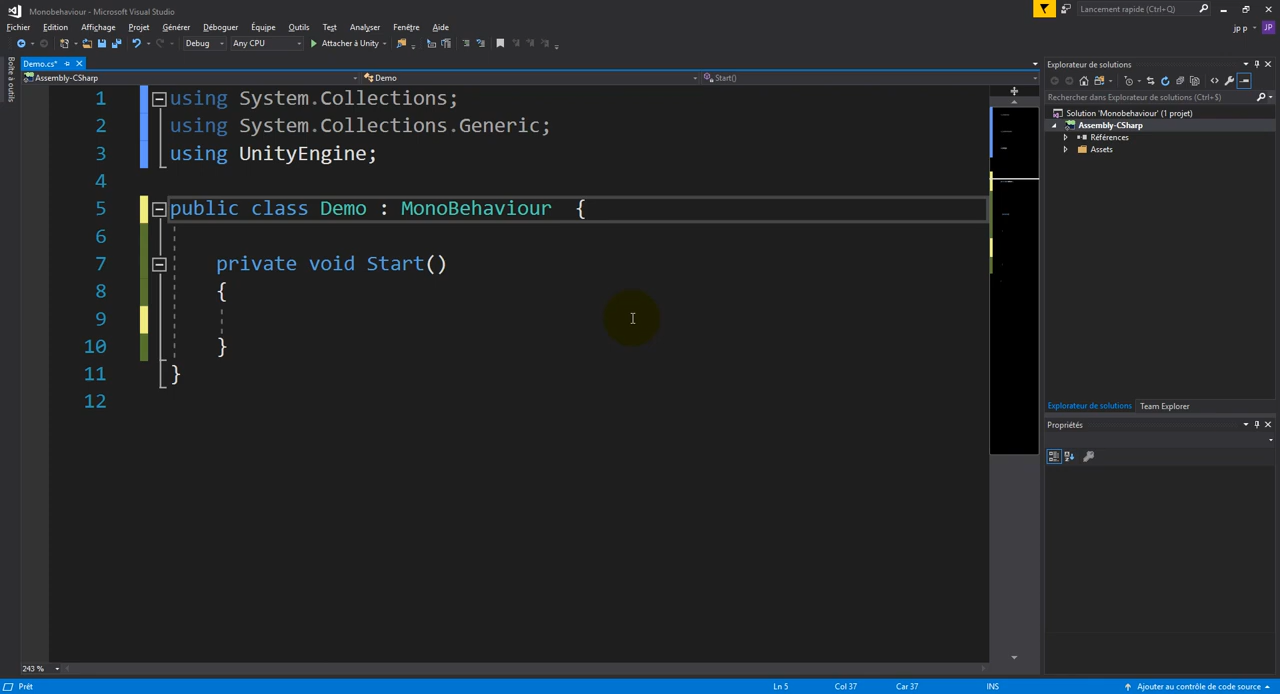 Monobehaviour - Microsoft Visual Studio
Lancement rapide (Ctrl+Q)
Fichier Edition Affichage Projet Générer Déboguer Équipe Outils Test Analyser Fenêtre Aide
jp p JP
Debug Any CPU Attacher à Unity
Boîte à outils
Demo.cs*
Assembly-CSharp Demo Start()
1 using System.Collections;
2 using System.Collections.Generic;
3 using UnityEngine;
4
5 public class Demo : MonoBehaviour {
6
7 private void Start()
8 {
9
10 }
11 }
12
243 %
Explorateur de solutions
Rechercher dans Explorateur de solutions (Ctrl+$)
Solution 'Monobehaviour' (1 projet)
Assembly-CSharp
Références
Assets
Explorateur de solutions Team Explorer
Propriétés
Prêt Ln 5 Col 37 Car 37 INS Ajouter au contrôle de code source